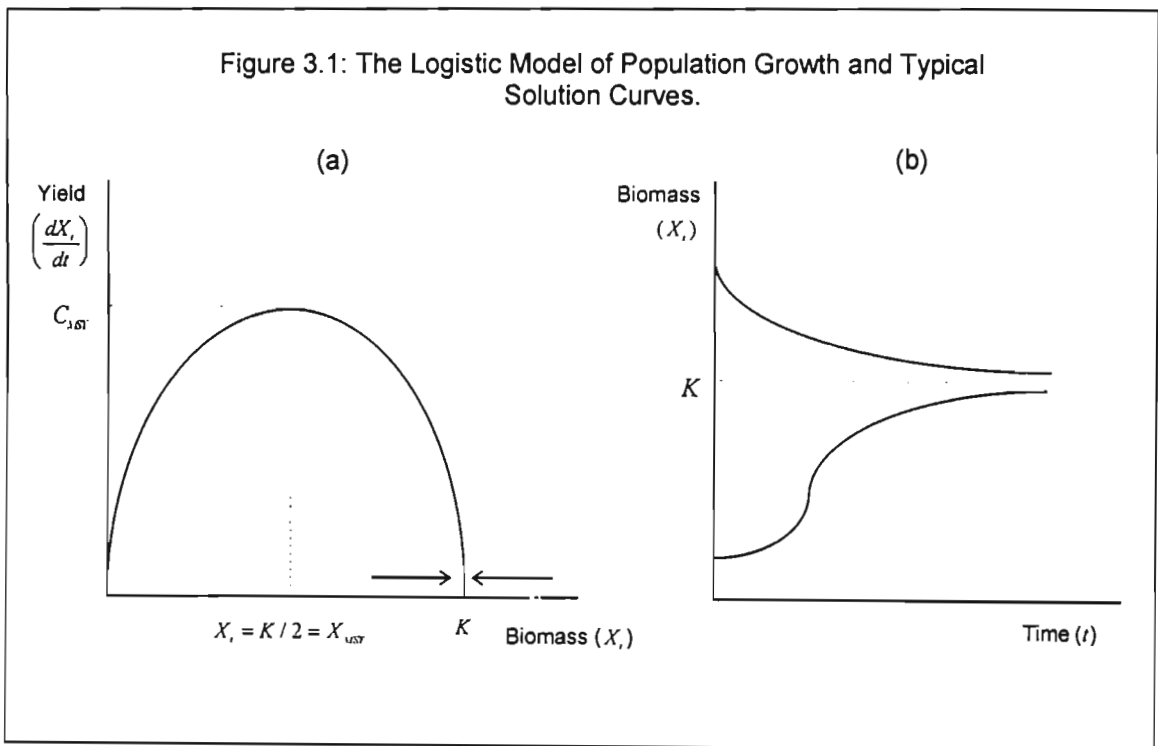 Figure 3.1: The Logistic Model of Population Growth and Typical
Solution Curves.
(a)
Yield
(dX_t/dt)
C_MSY
X_t = K / 2 = X_MSY
K
Biomass (X_t)
(b)
Biomass
(X_t)
K
Time (t)